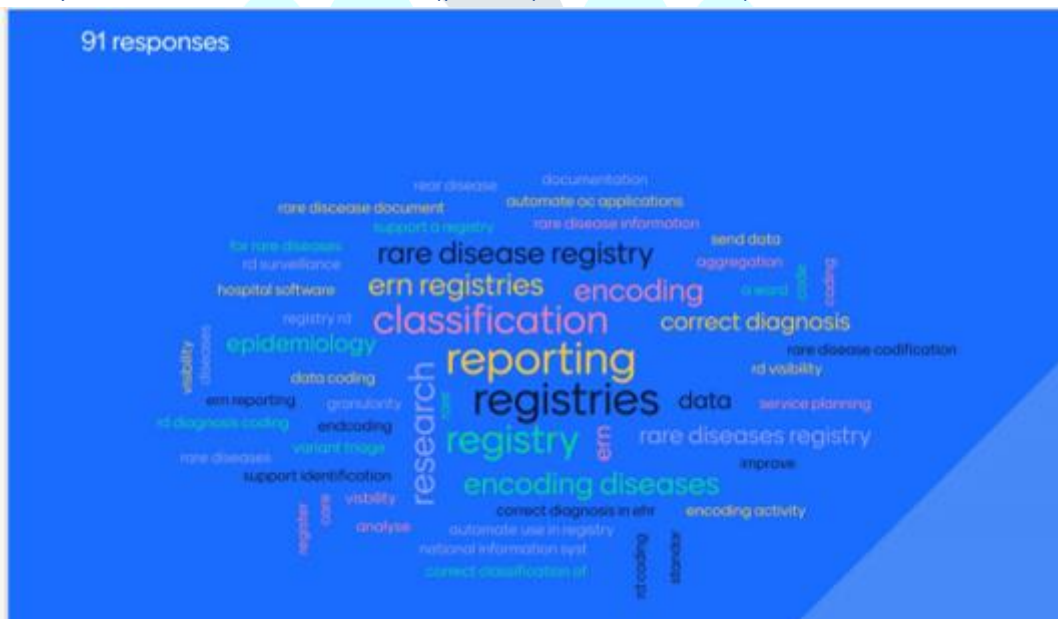 91 responses
rear disease
documentation
rare discease document
automate oc applications
support a registry
rare disease information
for rare diseases
rare disease registry
send data
rd surveillance
aggregation
hospital software
ern registries
encoding
a word
code
coding
registry rd
classification
correct diagnosis
visibility
diseases
epidemiology
reporting
rare disease codification
data coding
rd visibility
ern reporting
granularity
research
care
registries
data
service planning
rd diagnosis coding
endcoding
variant triage
registry
ern
rare diseases registry
rare diseases
support identification
encoding diseases
improve
register
care
visbility
analyse
correct diagnosis in ehr
encoding activity
automate use in registry
national information syst
correct classification of
rd coding
standar